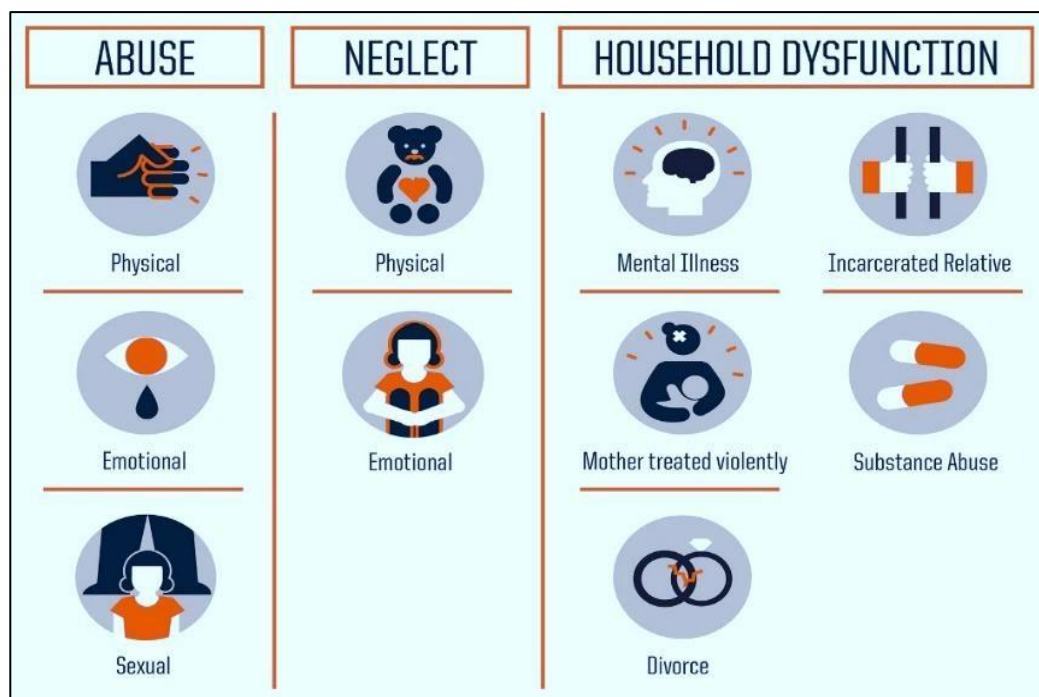 ABUSE
Physical
Emotional
Sexual
NEGLECT
Physical
Emotional
HOUSEHOLD DYSFUNCTION
Mental Illness
Incarcerated Relative
Mother treated violently
Substance Abuse
Divorce